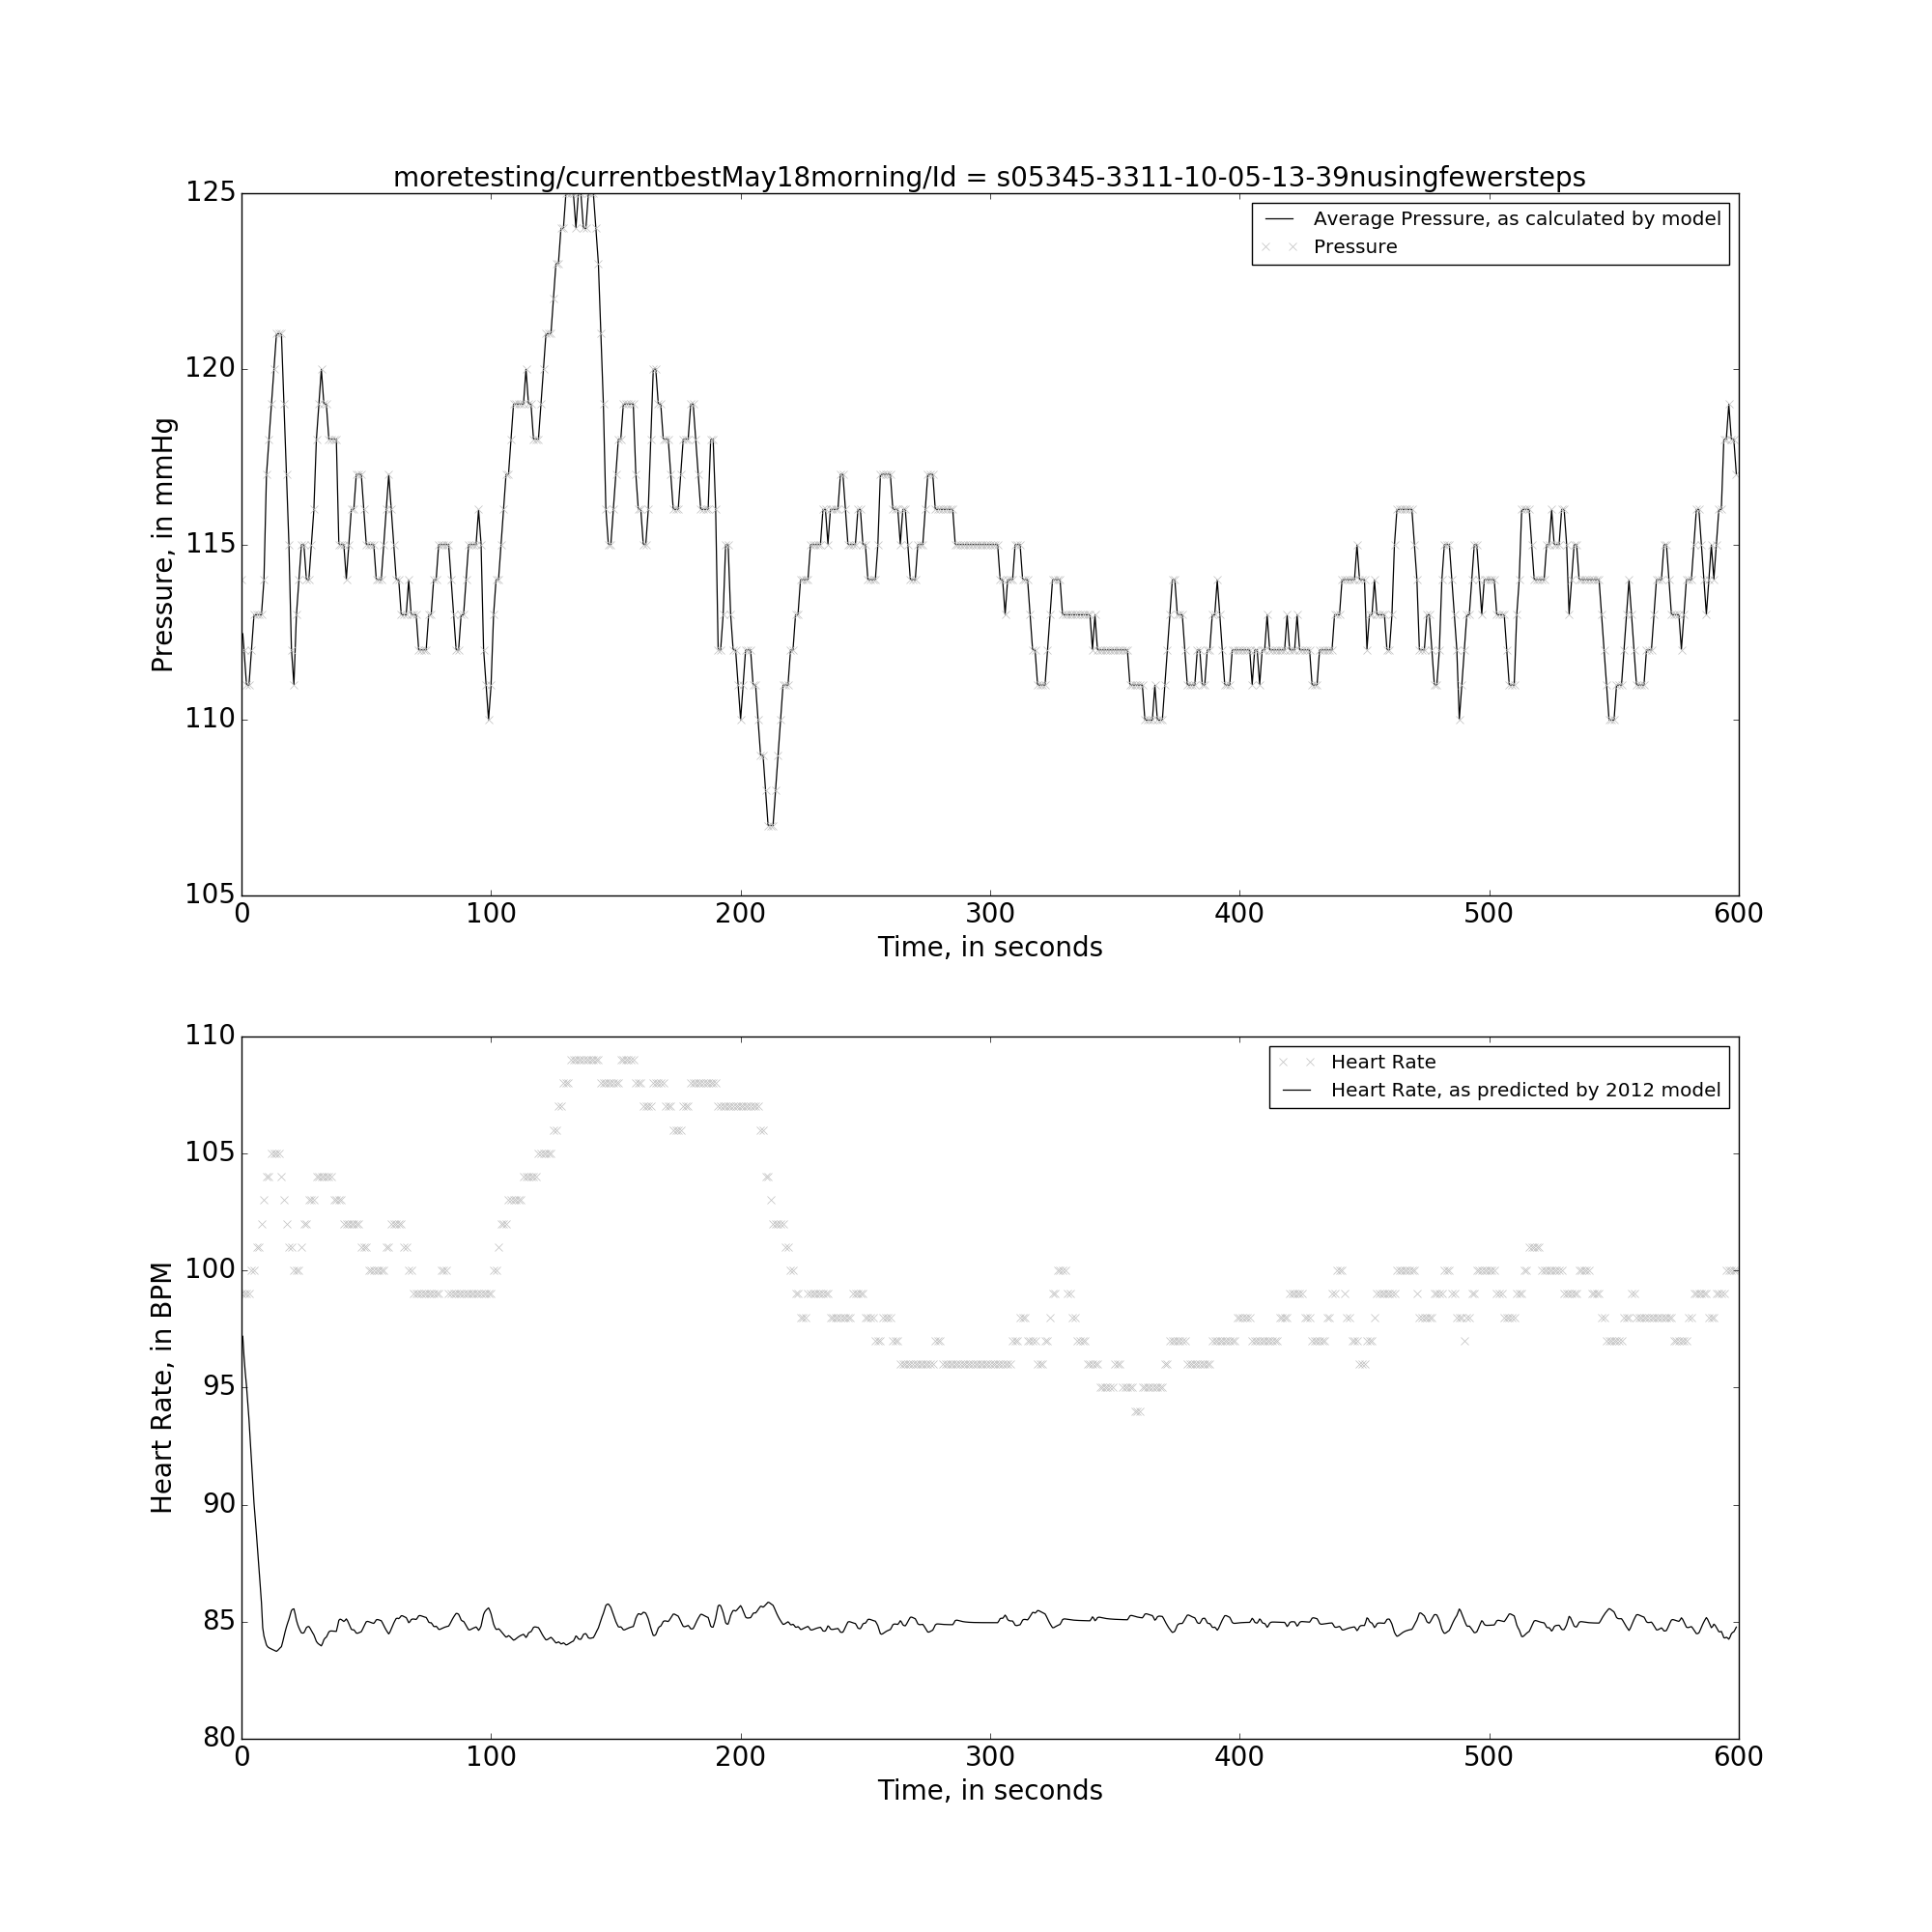 moretesting/currentbestMay18morning/Id = s05345-3311-10-05-13-39nusingfewersteps
125
120
115
110
105
Pressure, in mmHg
Average Pressure, as calculated by model
Pressure
0 100 200 300 400 500 600
Time, in seconds
110
105
100
95
90
85
80
Heart Rate, in BPM
Heart Rate
Heart Rate, as predicted by 2012 model
0 100 200 300 400 500 600
Time, in seconds